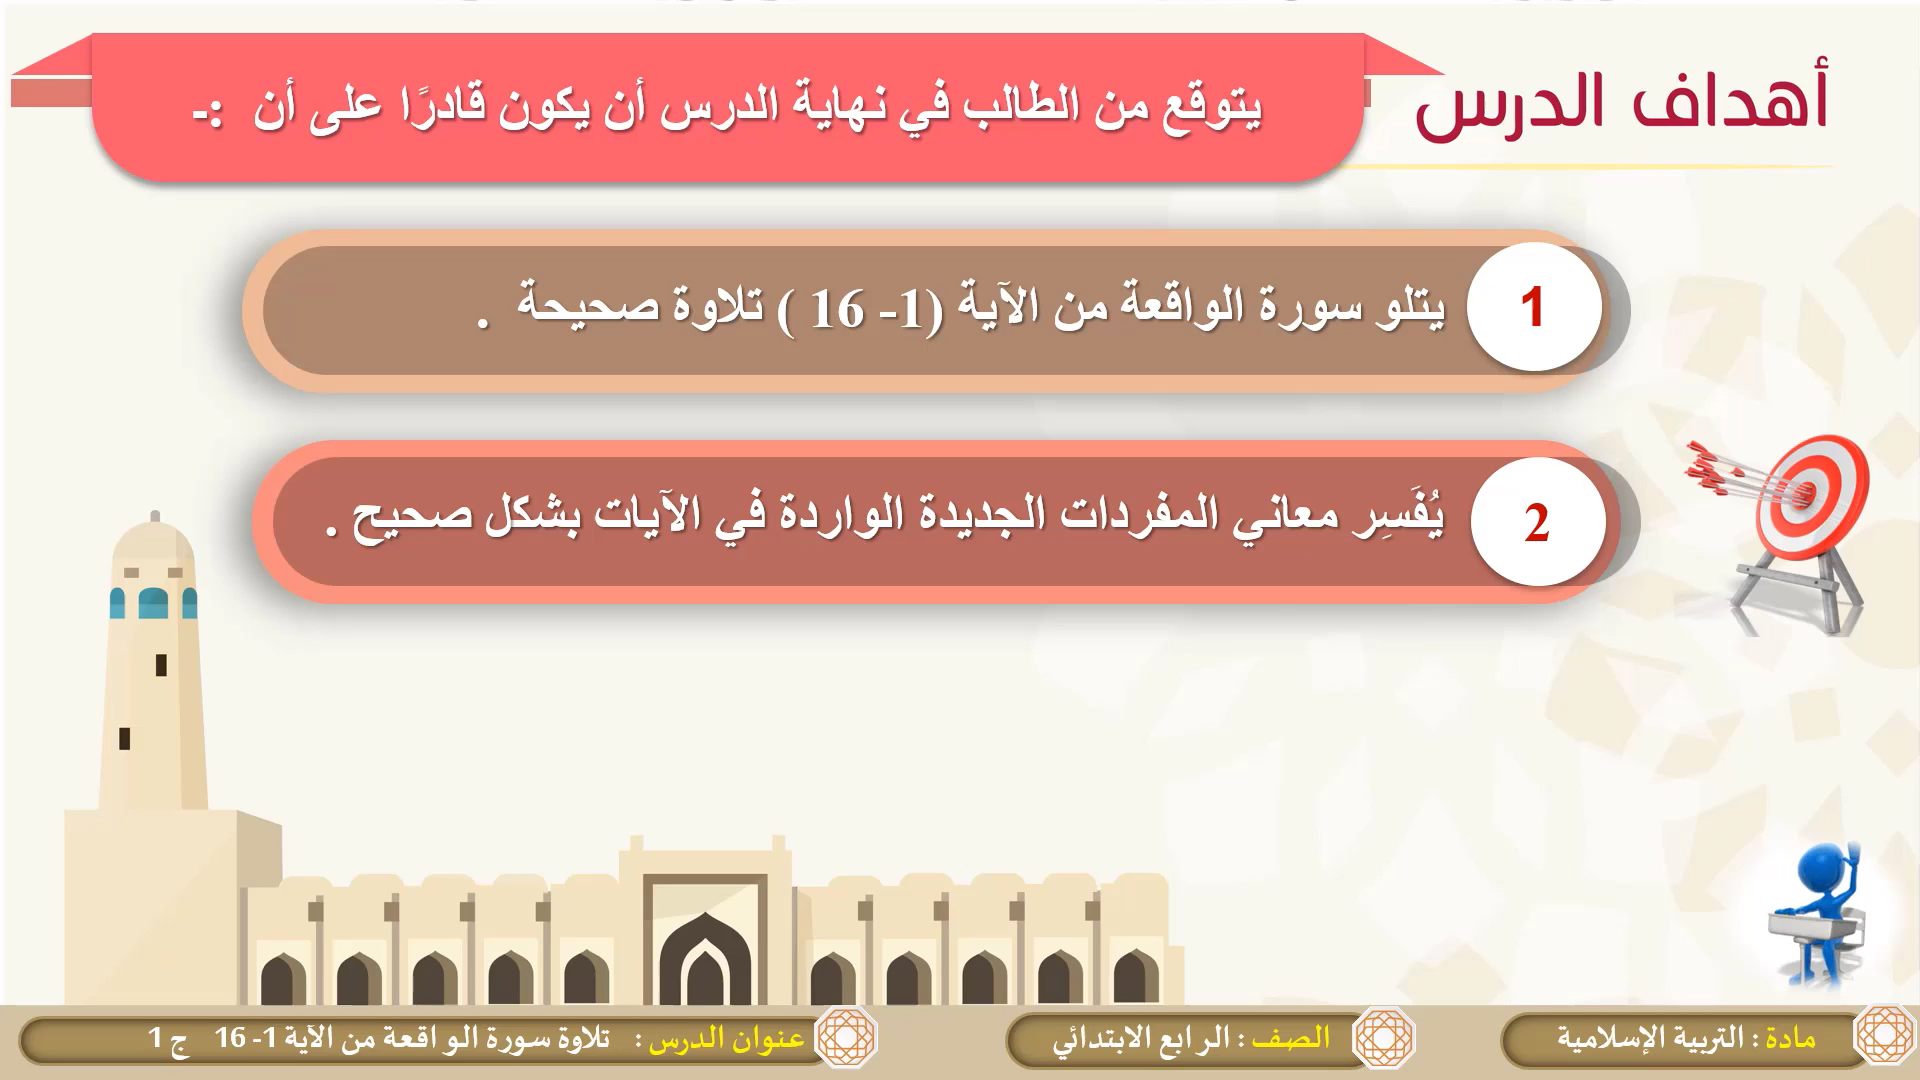 أهداف الدرس
يتوقع من الطالب في نهاية الدرس أن يكون قادرًا على أن :-
1
يتلو سورة الواقعة من الآية (1- 16 ) تلاوة صحيحة .
2
يُفَسِر معاني المفردات الجديدة الواردة في الآيات بشكل صحيح .
مادة : التربية الإسلامية
الصف : الرابع الابتدائي
عنوان الدرس : تلاوة سورة الواقعة من الآية 1- 16 ج 1